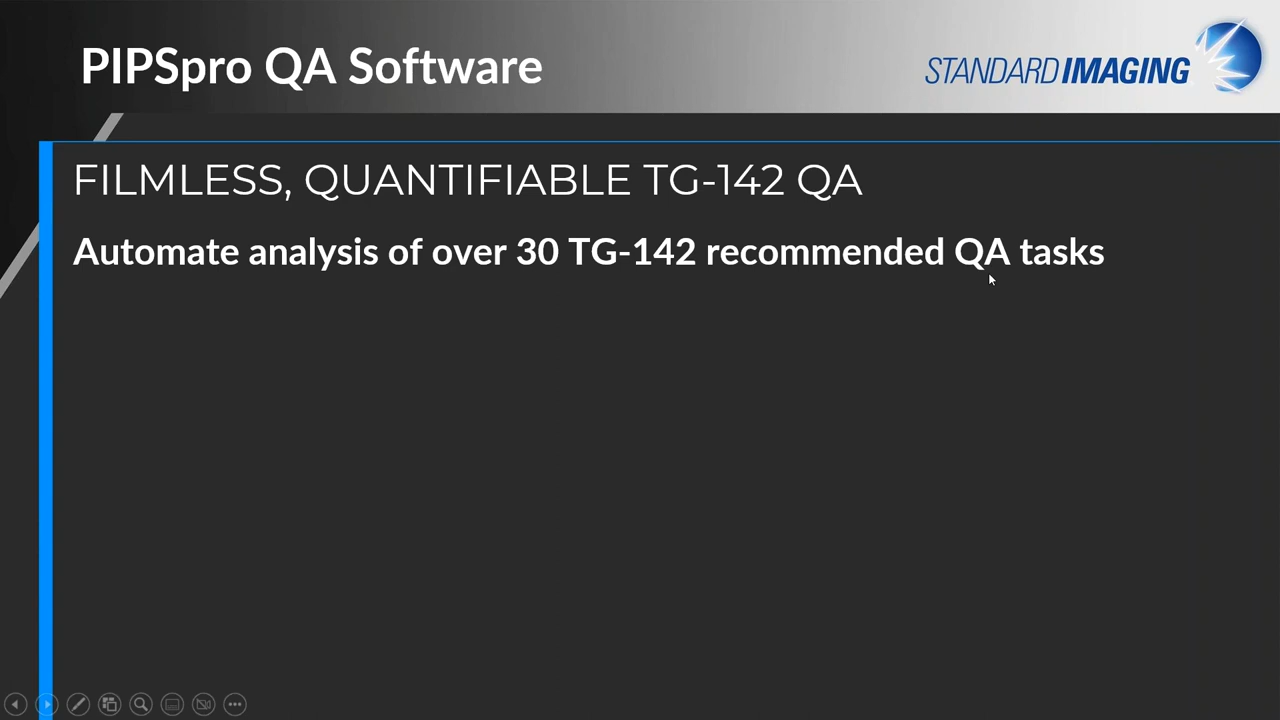 PIPSpro QA Software
STANDARD IMAGING
FILMLESS, QUANTIFIABLE TG-142 QA
Automate analysis of over 30 TG-142 recommended QA tasks